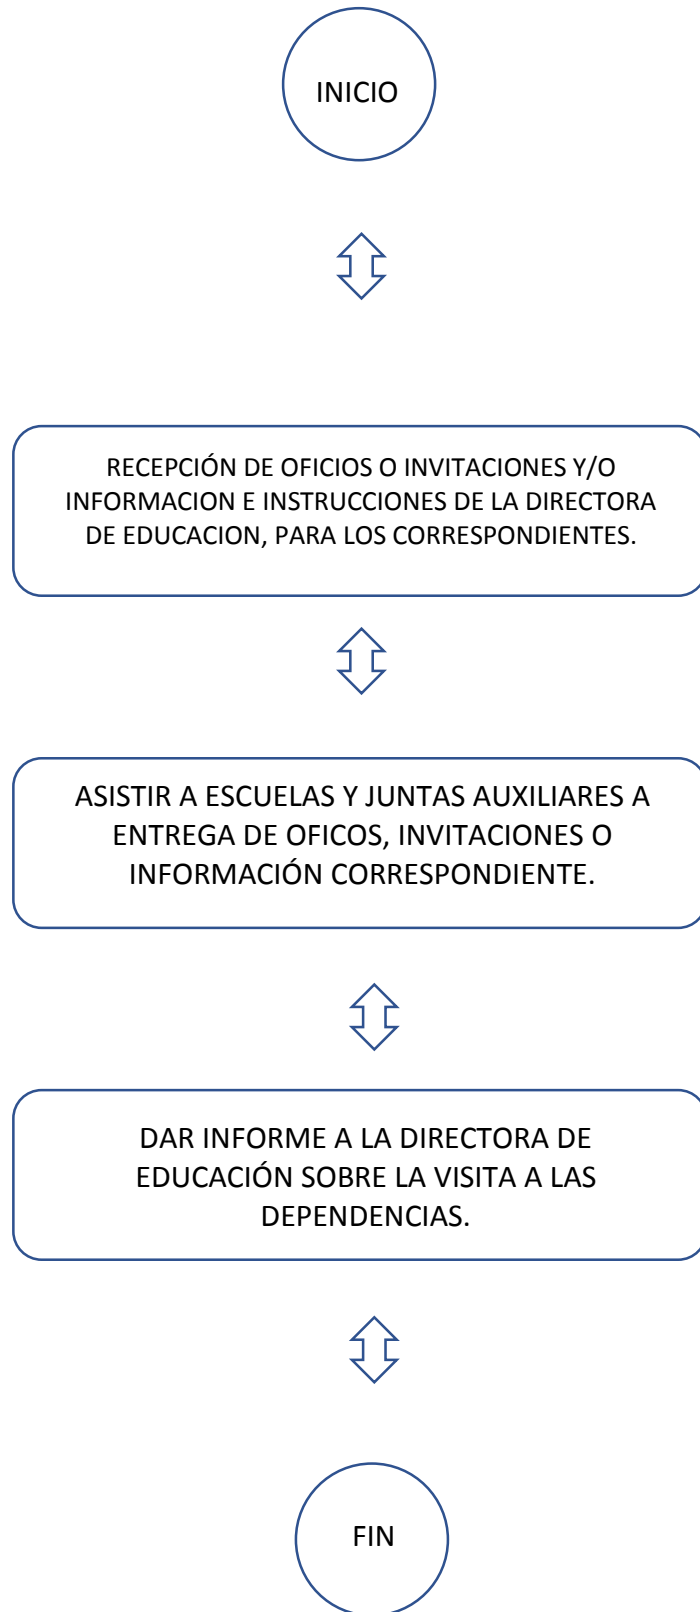 INICIO
RECEPCIÓN DE OFICIOS O INVITACIONES Y/O
INFORMACION E INSTRUCCIONES DE LA DIRECTORA
DE EDUCACION, PARA LOS CORRESPONDIENTES.
ASISTIR A ESCUELAS Y JUNTAS AUXILIARES A
ENTREGA DE OFICOS, INVITACIONES O
INFORMACIÓN CORRESPONDIENTE.
DAR INFORME A LA DIRECTORA DE
EDUCACIÓN SOBRE LA VISITA A LAS
DEPENDENCIAS.
FIN